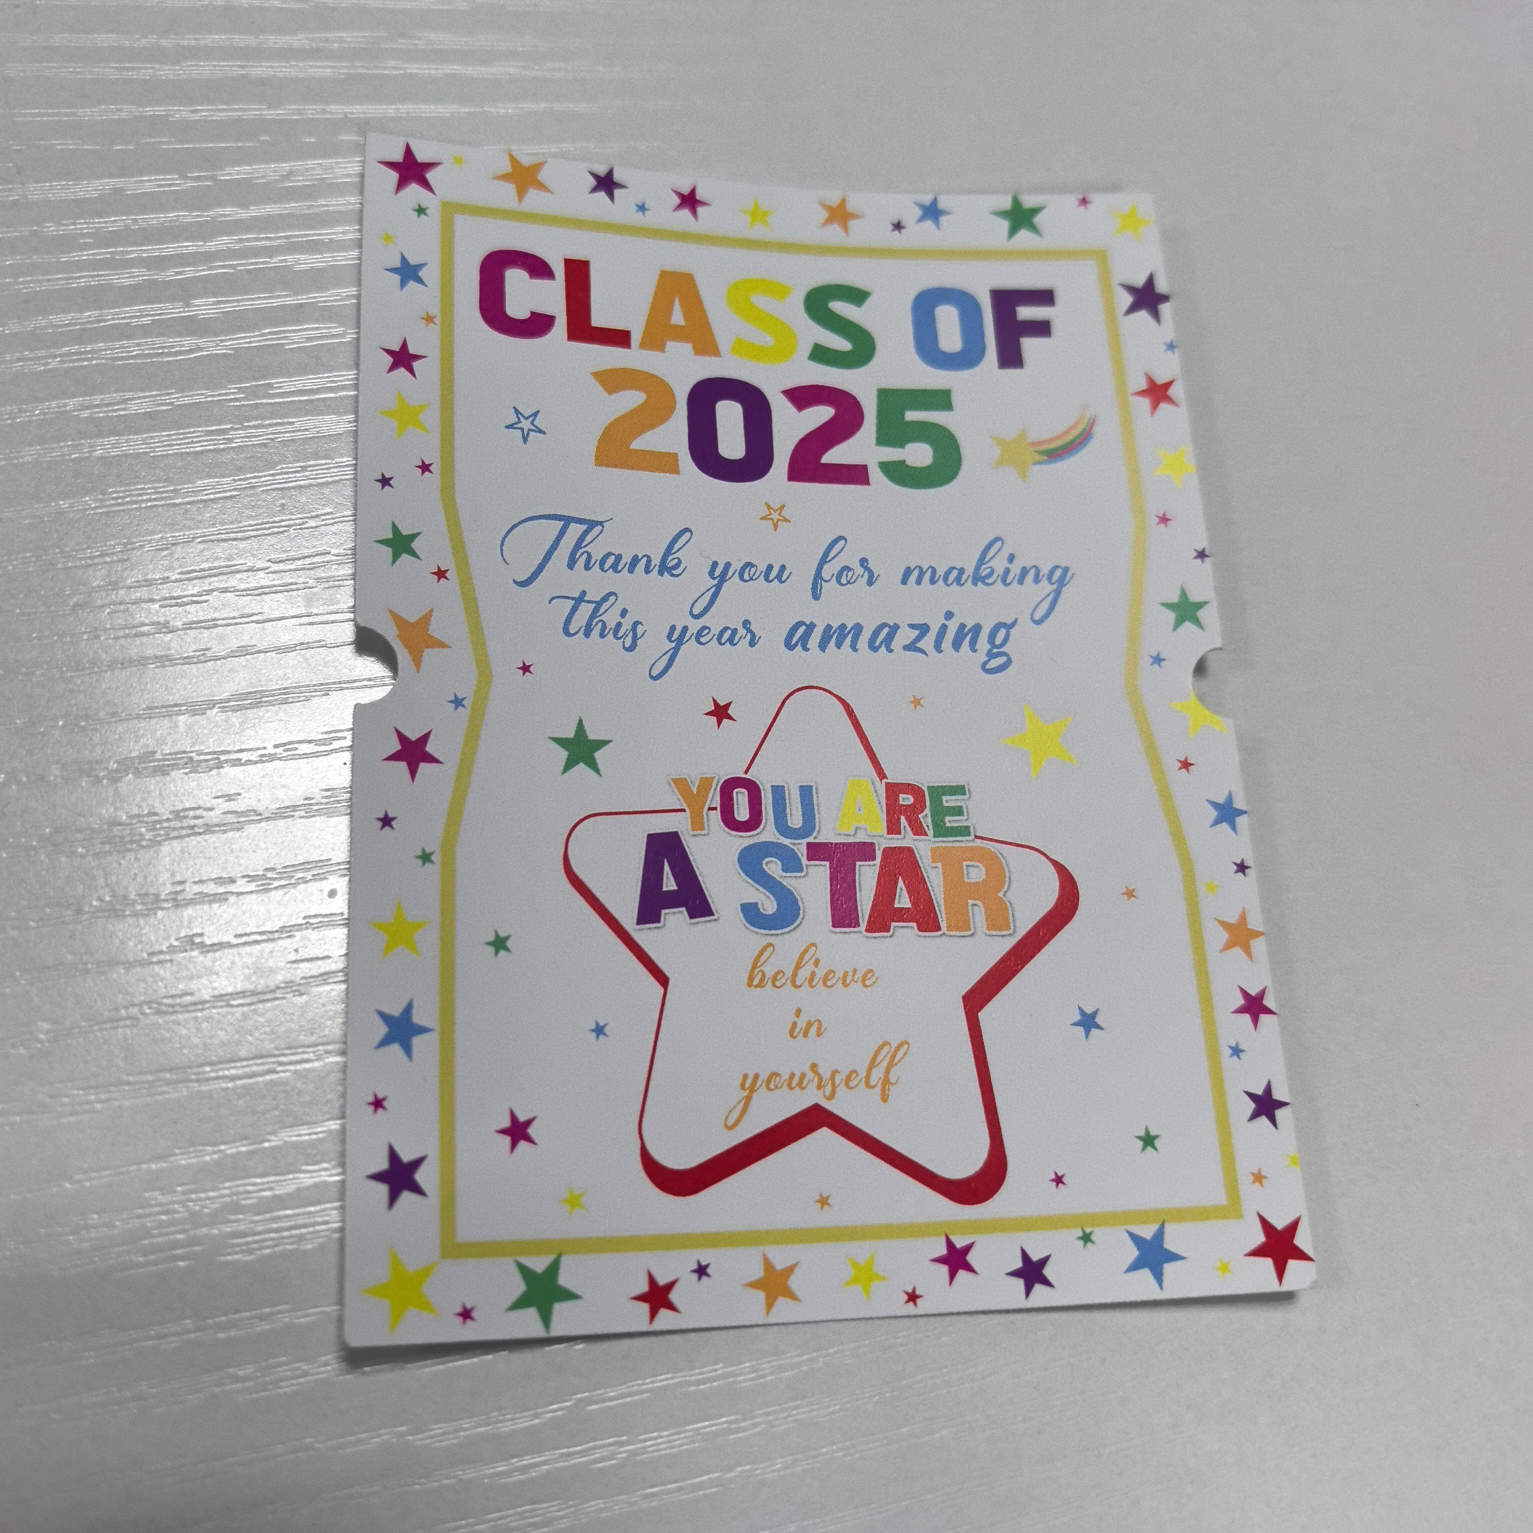 CLASS OF
2025
Thank you for making
this year amazing
YOU ARE
A STAR
believe
in
yourself